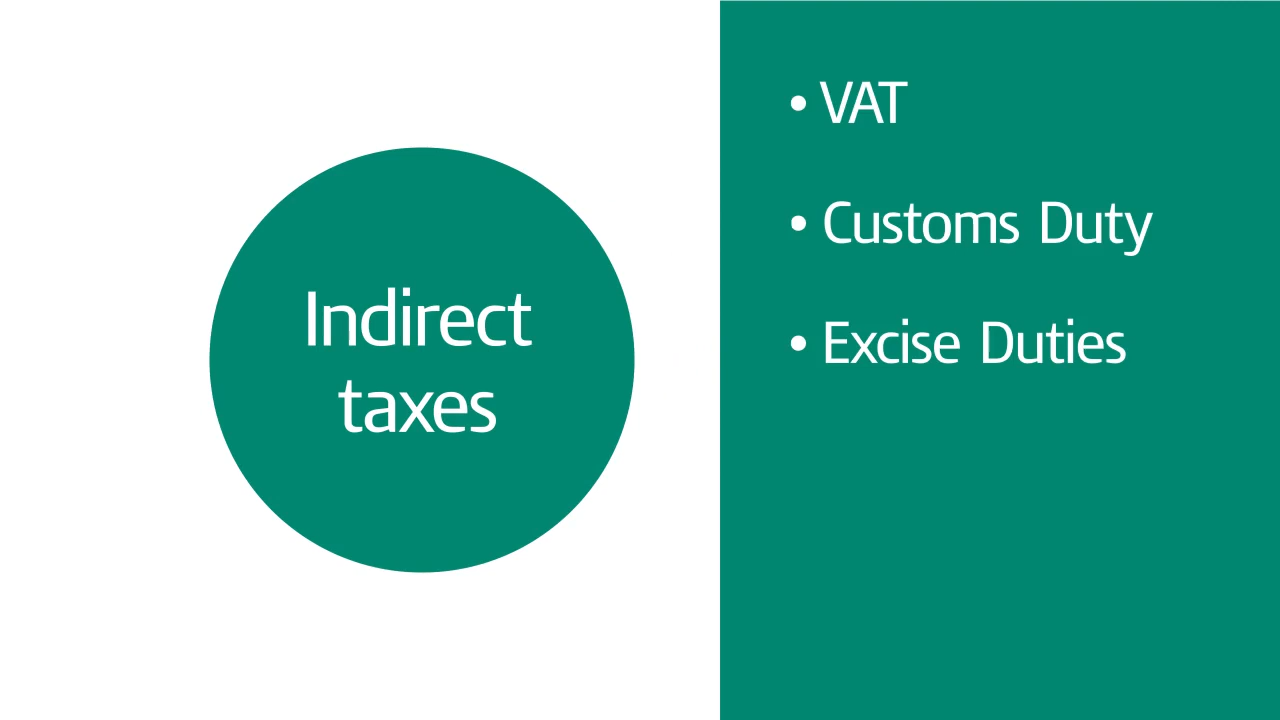 Indirect
taxes
• VAT
• Customs Duty
• Excise Duties